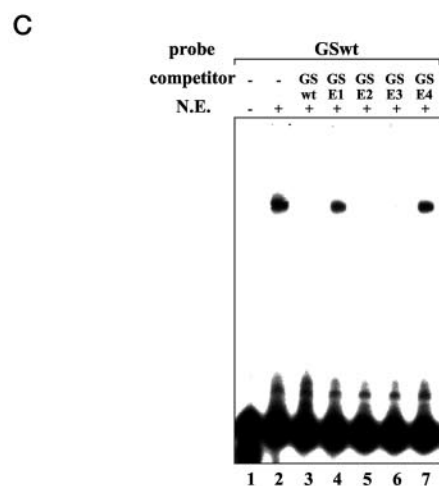 C
probe GSwt
competitor - - GS GS GS GS GS
wt E1 E2 E3 E4
N.E. - + + + + + +
1 2 3 4 5 6 7